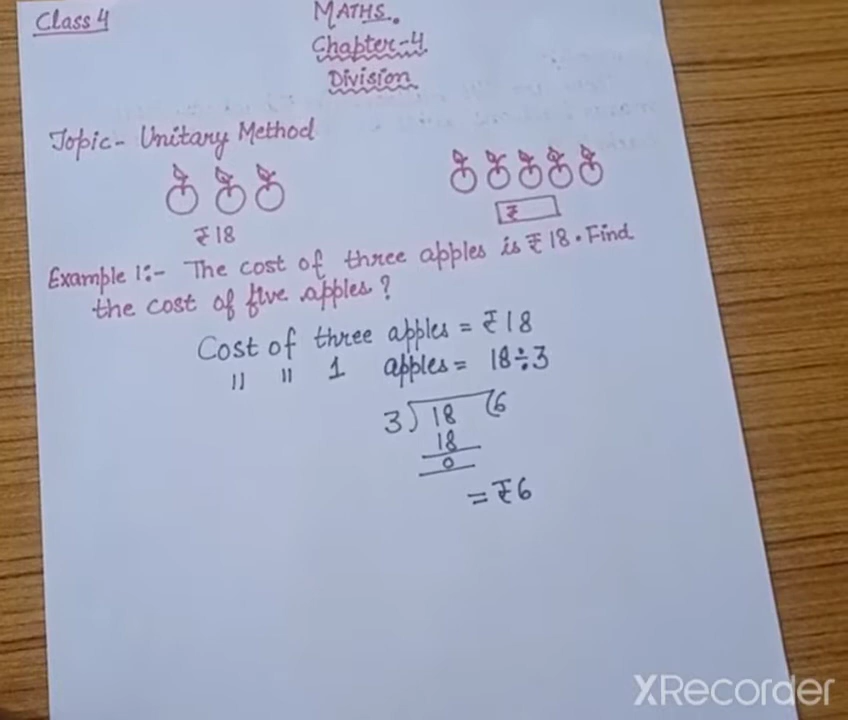 Class 4
MATHS.
Chapter-4
Division
Topic- Unitary Method
₹18
₹
Example 1:- The cost of three apples is ₹18. Find
the cost of five apples?
Cost of three apples = ₹18
" " 1 apples = 18÷3
3) 18 (6
18
0
= ₹6
XRecorder